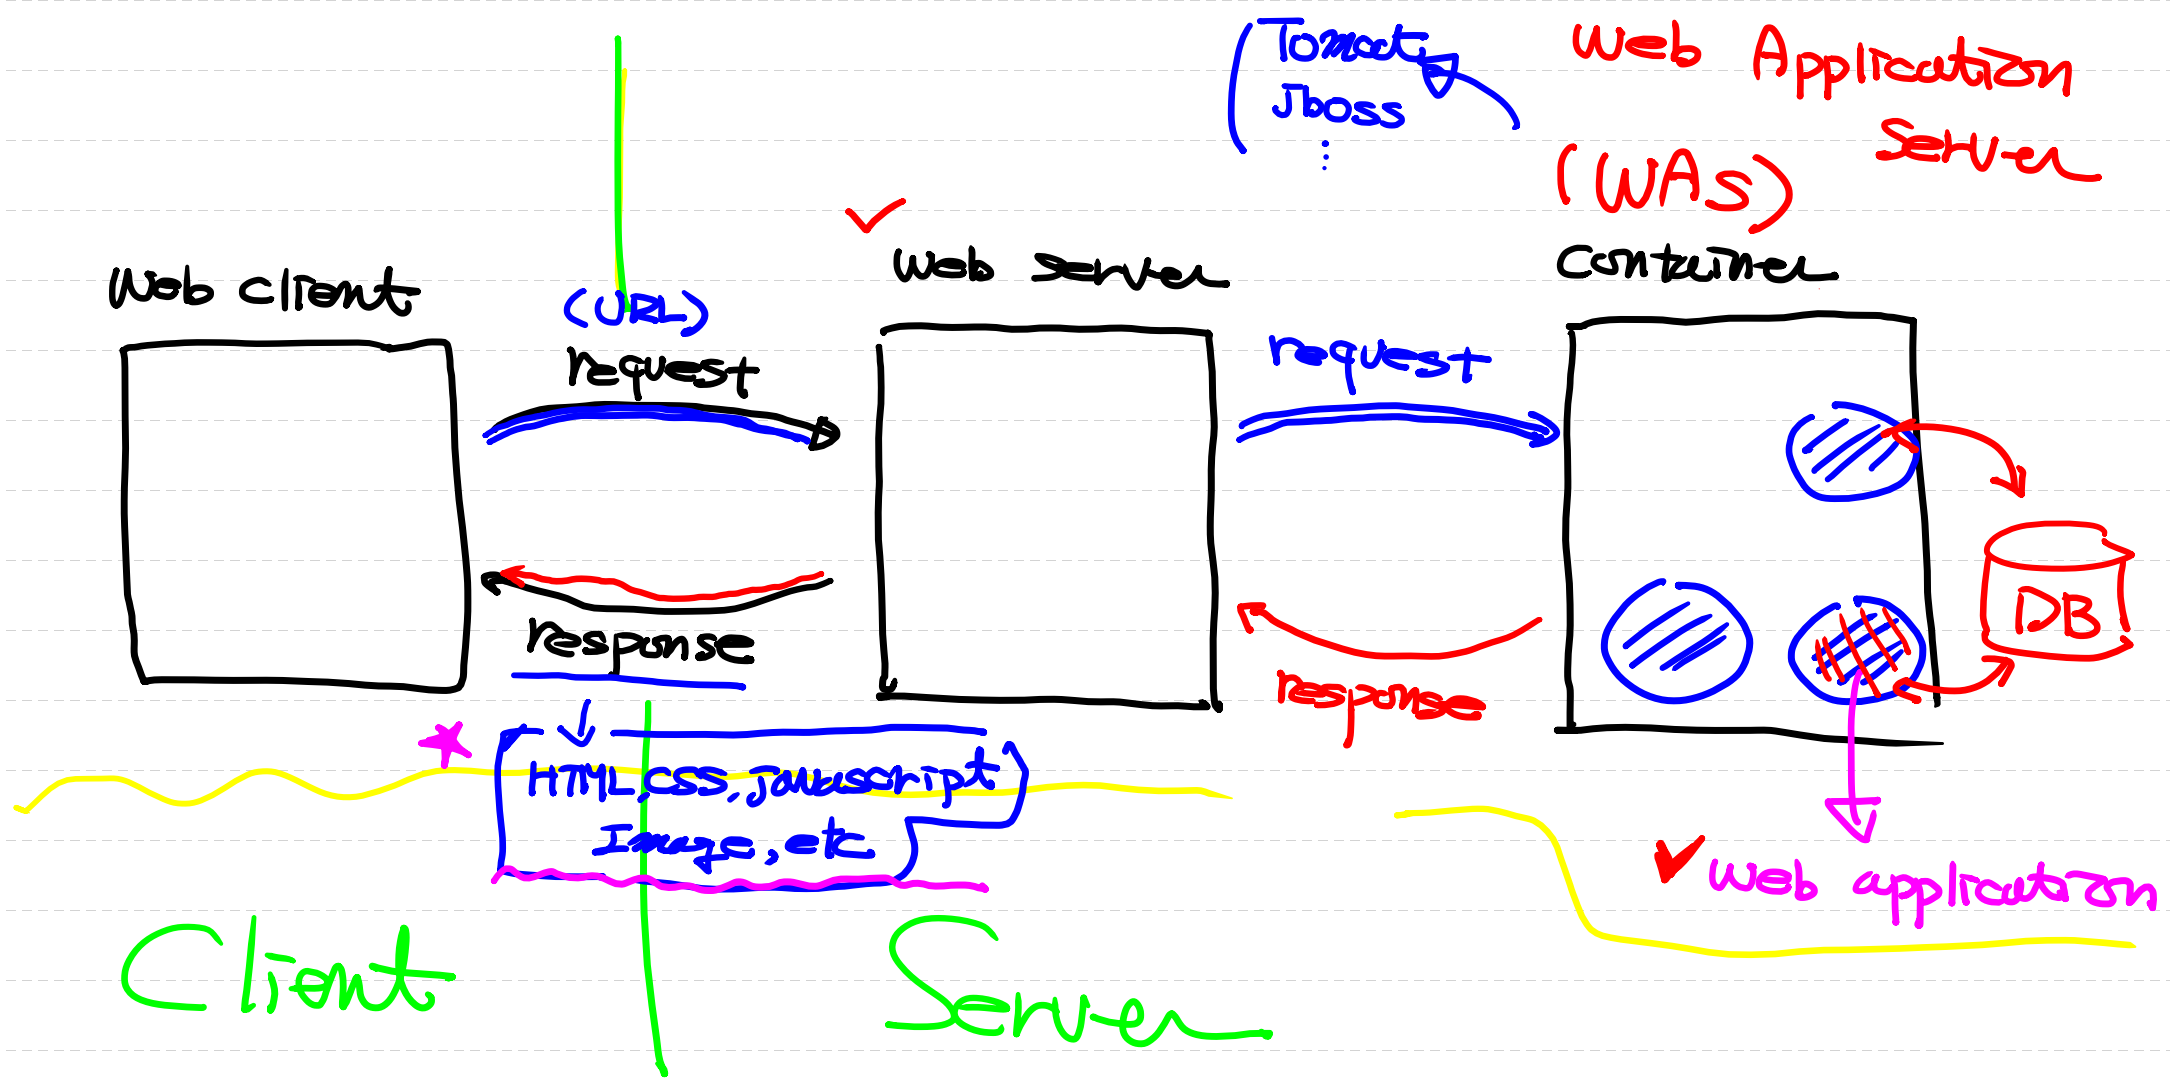 Tomcat
Jboss
Web Application
Server
(WAS)
Web client
(URL)
request
Web Server
request
Container
response
response
DB
HTML, CSS, javascript
Image, etc
Web application
Client
Server